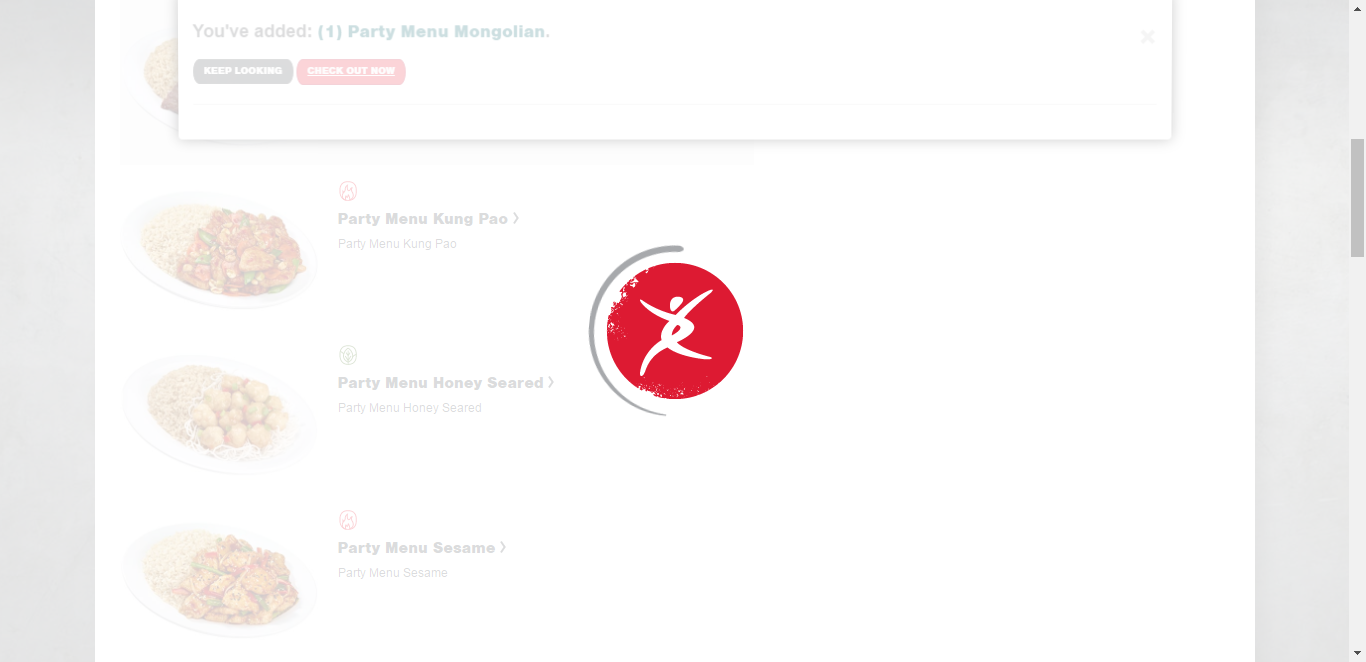 You've added: (1) Party Menu Mongolian.
KEEP LOOKING CHECK OUT NOW
Party Menu Kung Pao
Party Menu Kung Pao
Party Menu Honey Seared
Party Menu Honey Seared
Party Menu Sesame
Party Menu Sesame